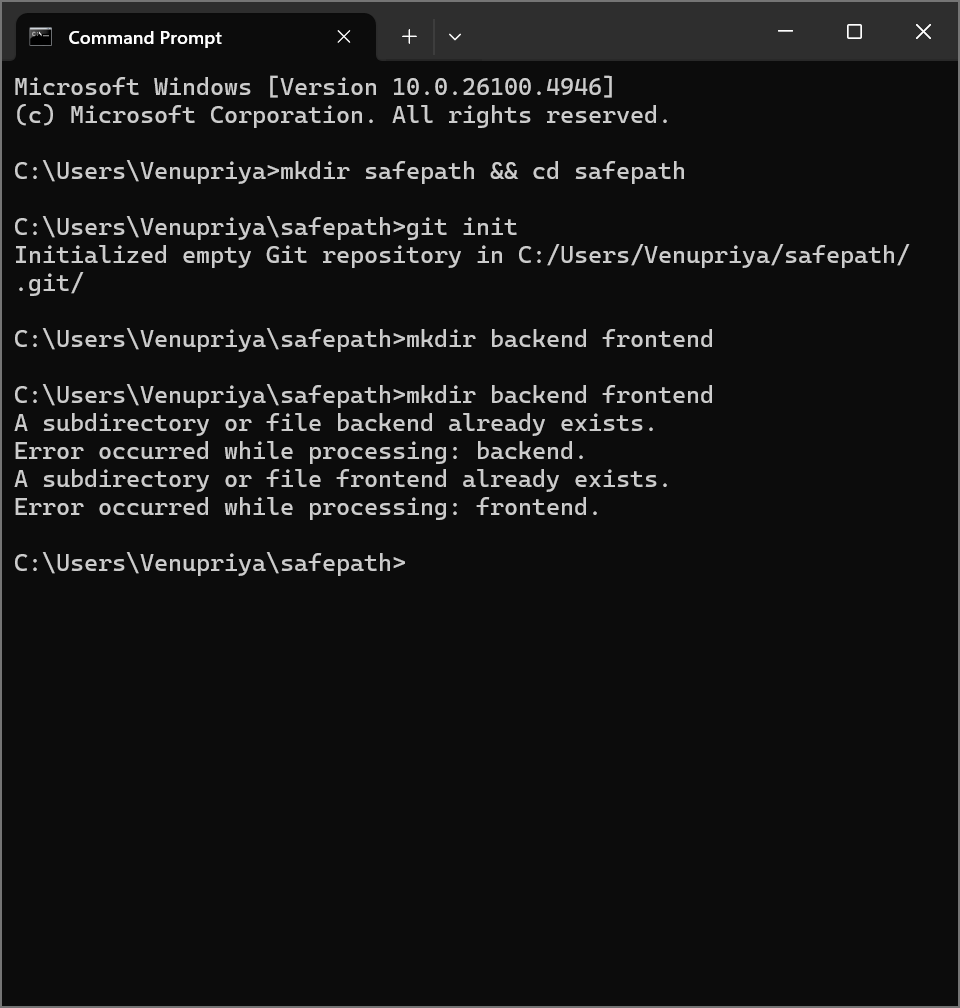 Command Prompt
Microsoft Windows [Version 10.0.26100.4946]
(c) Microsoft Corporation. All rights reserved.
C:\Users\Venupriya>mkdir safepath && cd safepath
C:\Users\Venupriya\safepath>git init
Initialized empty Git repository in C:/Users/Venupriya/safepath/
.git/
C:\Users\Venupriya\safepath>mkdir backend frontend
C:\Users\Venupriya\safepath>mkdir backend frontend
A subdirectory or file backend already exists.
Error occurred while processing: backend.
A subdirectory or file frontend already exists.
Error occurred while processing: frontend.
C:\Users\Venupriya\safepath>